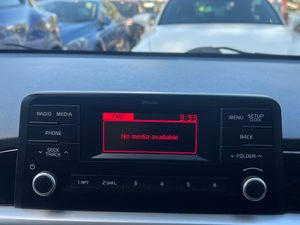 RADIO MEDIA
PHONE
SEEK
TRACK
3:33
No media available
MENU SETUP
CLOCK
BACK
FOLDER
1 RPT 2 SHFL 3 4 5 6